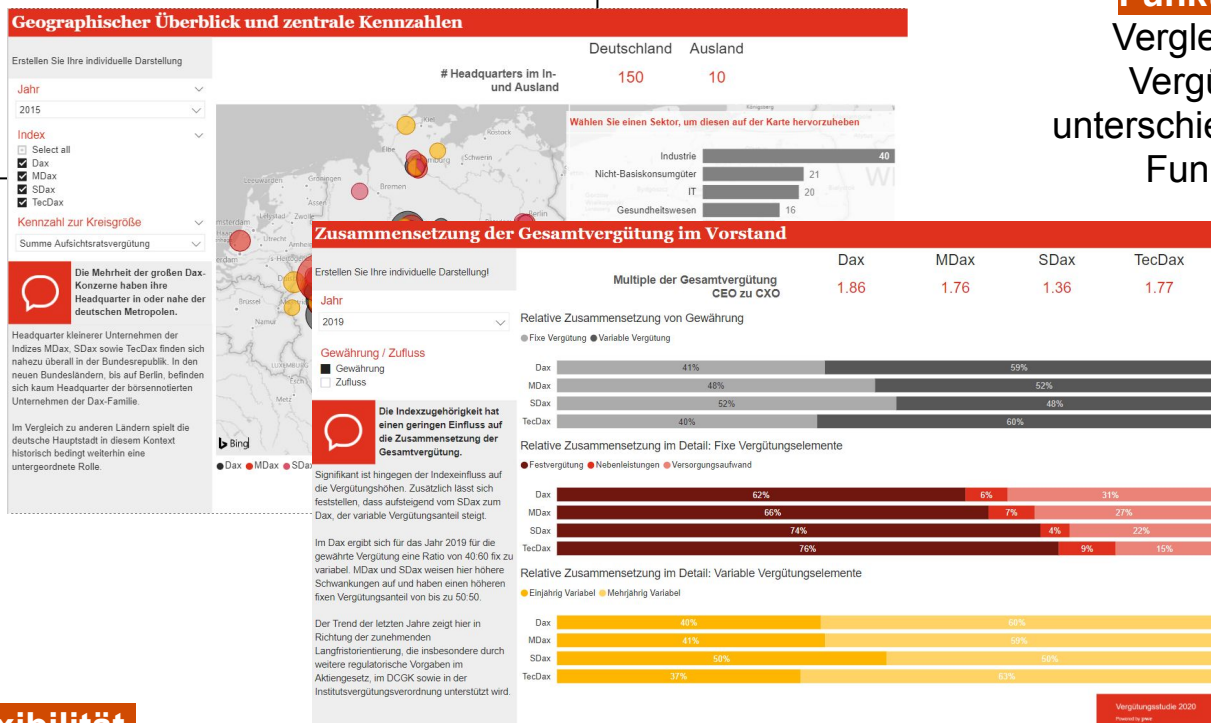 Geographischer Überblick und zentrale Kennzahlen
Erstellen Sie Ihre individuelle Darstellung
Jahr
2015
Index
Select all
Dax
MDax
SDax
TecDax
Kennzahl zur Kreisgröße
Summe Aufsichtsratsvergütung
Die Mehrheit der großen Dax-
Konzerne haben ihre
Headquarter in oder nahe der
deutschen Metropolen.
Headquarter kleinerer Unternehmen der
Indizes MDax, SDax sowie TecDax finden sich
nahezu überall in der Bundesrepublik. In den
neuen Bundesländern, bis auf Berlin, befinden
sich kaum Headquarter der börsennotierten
Unternehmen der Dax-Familie.
Im Vergleich zu anderen Ländern spielt die
deutsche Hauptstadt in diesem Kontext
historisch bedingt weiterhin eine
untergeordnete Rolle.
Deutschland Ausland
# Headquarters im In-
und Ausland
150 10
Wählen Sie einen Sektor, um diesen auf der Karte hervorzuheben
Industrie 40
Nicht-Basiskonsumgüter 21
IT 20
Gesundheitswesen 16
Kiel
Rostock
Schwerin
Groningen
Bremen
Assen
Berlin
Utrecht
Brüssel
Namur
Metz
Bing
Dax MDax
Vergle
Vergü
unterschie
Fun
Zusammensetzung der Gesamtvergütung im Vorstand
Erstellen Sie Ihre individuelle Darstellung!
Jahr
2019
Gewährung / Zufluss
Gewährung
Zufluss
Die Indexzugehörigkeit hat
einen geringen Einfluss auf
die Zusammensetzung der
Gesamtvergütung.
Signifikant ist hingegen der Indexeinfluss auf
die Vergütungshöhen. Zusätzlich lässt sich
feststellen, dass aufsteigend vom SDax zum
Dax, der variable Vergütungsanteil steigt.
Im Dax ergibt sich für das Jahr 2019 für die
gewährte Vergütung eine Ratio von 40:60 fix zu
variabel. MDax und SDax weisen hier höhere
Schwankungen auf und haben einen höheren
fixen Vergütungsanteil von bis zu 50:50.
Der Trend der letzten Jahre zeigt hier in
Richtung der zunehmenden
Langfristorientierung, die insbesondere durch
weitere regulatorische Vorgaben im
Aktiengesetz, im DCGK sowie in der
Institutsvergütungsverordnung unterstützt wird.
Dax MDax SDax TecDax
Multiple der Gesamtvergütung
CEO zu CXO
1.86 1.76 1.36 1.77
Relative Zusammensetzung von Gewährung
Fixe Vergütung Variable Vergütung
Dax 41% 59%
MDax 48% 52%
SDax 52% 48%
TecDax 40% 60%
Relative Zusammensetzung im Detail: Fixe Vergütungselemente
Festvergütung Nebenleistungen Versorgungsaufwand
Dax 62% 6% 31%
MDax 66% 7% 27%
SDax 74% 4% 22%
TecDax 76% 9% 15%
Relative Zusammensetzung im Detail: Variable Vergütungselemente
Einjährig Variabel Mehrjährig Variabel
Dax 40% 60%
MDax 41% 59%
SDax 50% 50%
TecDax 37% 63%
Vergütungsstudie 2020
Powered by pwc
xibilität